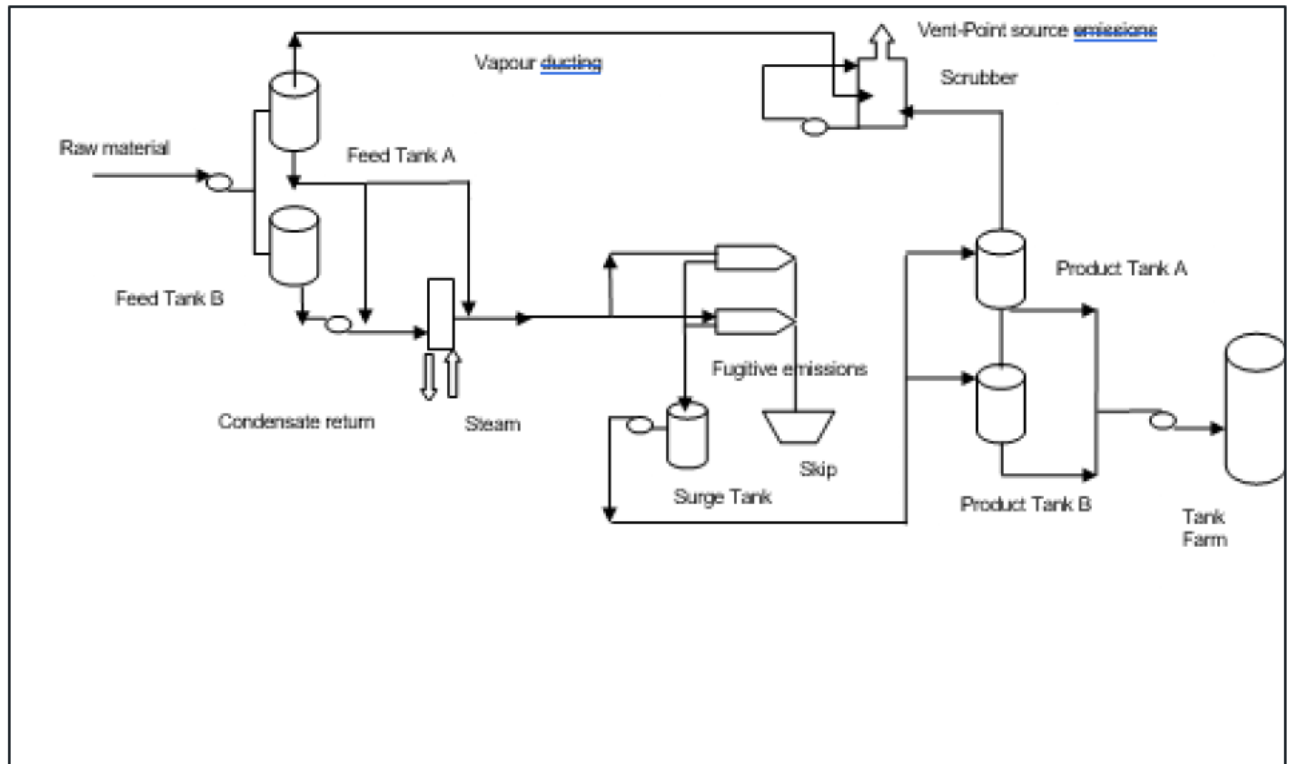 Vent-Point source emissions
Vapour ducting
Scrubber
Raw material
Feed Tank A
Product Tank A
Feed Tank B
Fugitive emissions
Condensate return
Steam
Skip
Surge Tank
Product Tank B
Tank
Farm